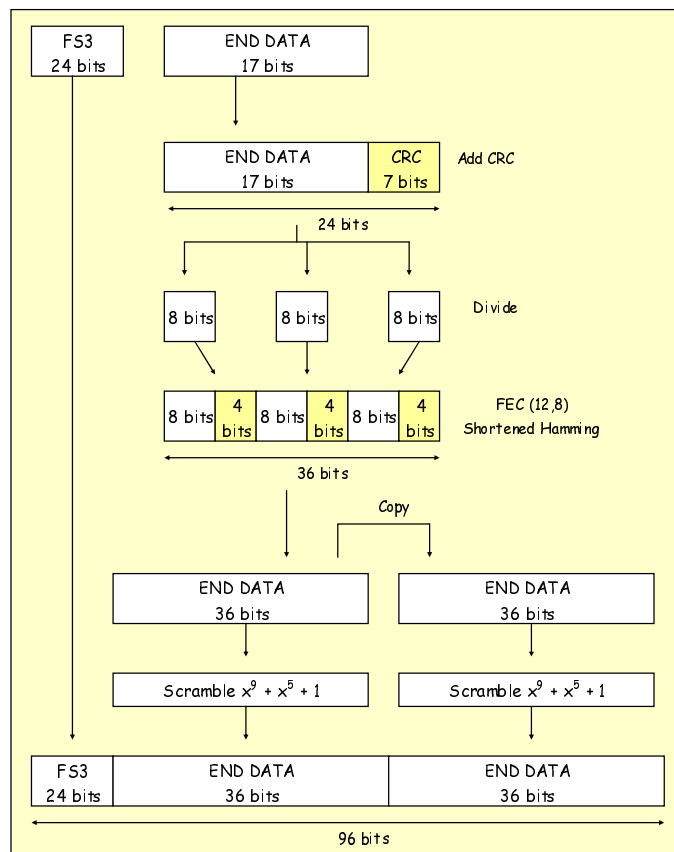 FS3
24 bits
END DATA
17 bits
END DATA
17 bits
CRC
7 bits
Add CRC
24 bits
8 bits
8 bits
8 bits
Divide
8 bits
4
bits
8 bits
4
bits
8 bits
4
bits
FEC (12,8)
Shortened Hamming
36 bits
Copy
END DATA
36 bits
END DATA
36 bits
Scramble x⁹ + x⁵ + 1
Scramble x⁹ + x⁵ + 1
FS3
24 bits
END DATA
36 bits
END DATA
36 bits
96 bits